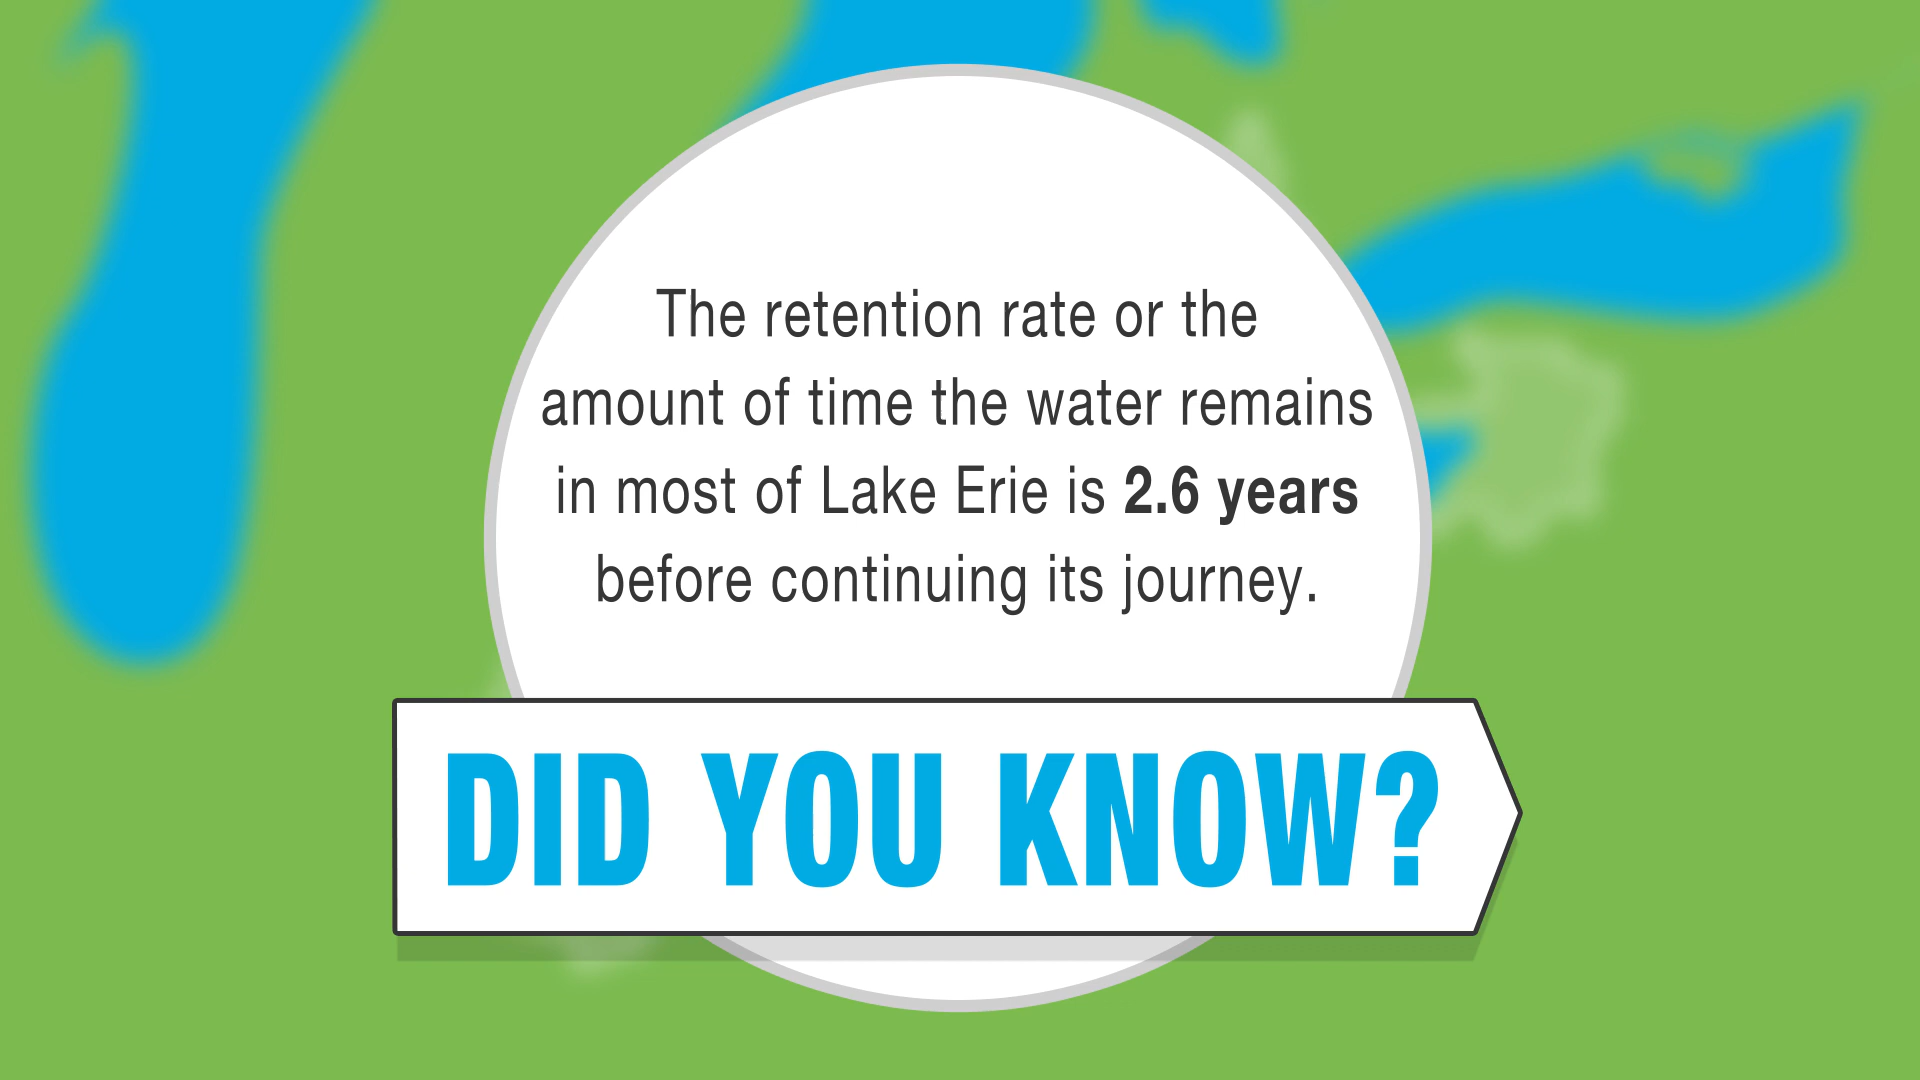 The retention rate or the
amount of time the water remains
in most of Lake Erie is 2.6 years
before continuing its journey.
DID YOU KNOW?